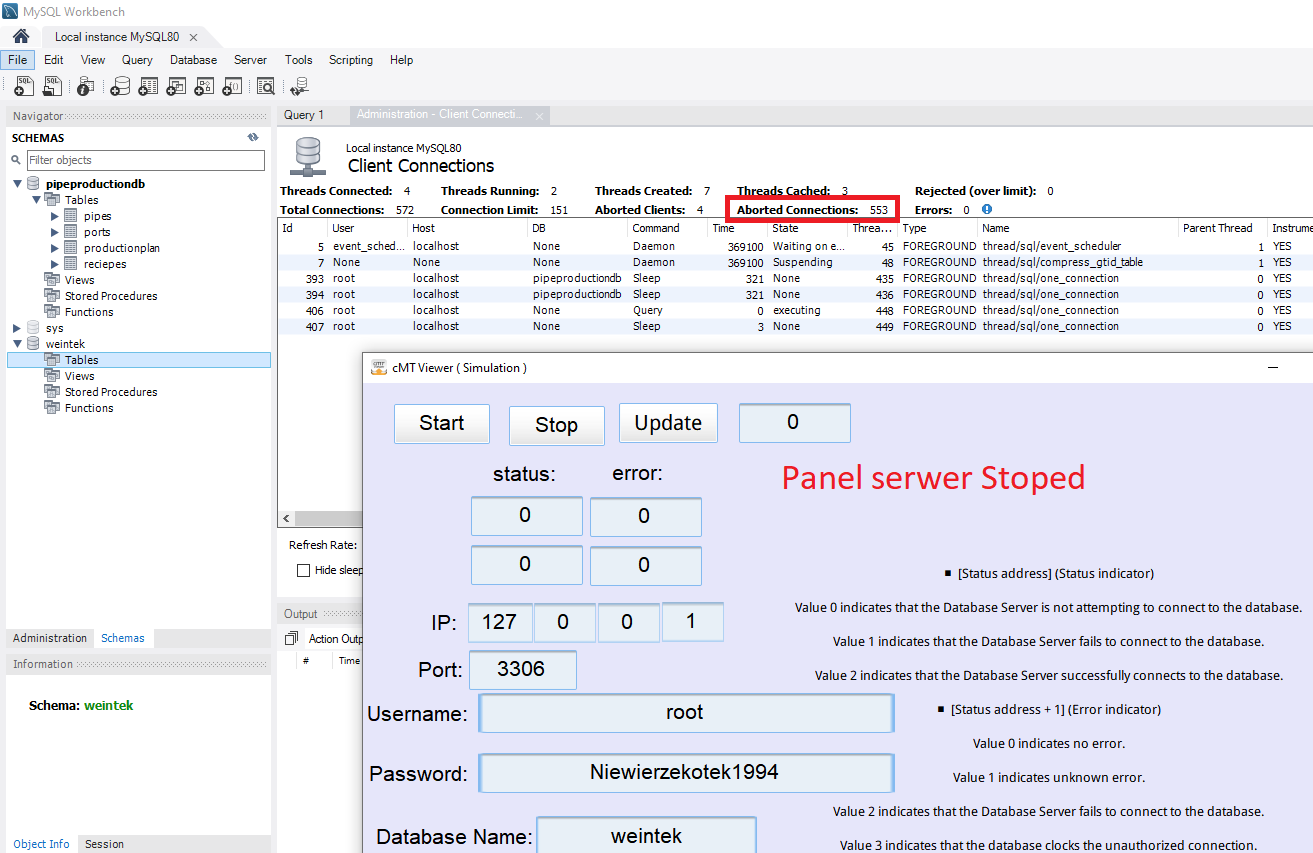 MySQL Workbench
Local instance MySQL80
File Edit View Query Database Server Tools Scripting Help
Navigator
SCHEMAS
Filter objects
pipeproductiondb
Tables
pipes
ports
productionplan
reciepes
Views
Stored Procedures
Functions
sys
weintek
Tables
Views
Stored Procedures
Functions
Administration Schemas
Information
Schema: weintek
Object Info Session
Query 1 Administration - Client Connecti...
Local instance MySQL80
Client Connections
Threads Connected: 4 Threads Running: 2 Threads Created: 7 Threads Cached: 3 Rejected (over limit): 0
Total Connections: 572 Connection Limit: 151 Aborted Clients: 4 Aborted Connections: 553 Errors: 0
Id User Host DB Command Time State Threa... Type Name Parent Thread Instrume
5 event_sched... localhost None Daemon 369100 Waiting on e... 45 FOREGROUND thread/sql/event_scheduler 1 YES
7 None None None Daemon 369100 Suspending 48 FOREGROUND thread/sql/compress_gtid_table 1 YES
393 root localhost pipeproductiondb Sleep 321 None 435 FOREGROUND thread/sql/one_connection 0 YES
394 root localhost pipeproductiondb Sleep 321 None 436 FOREGROUND thread/sql/one_connection 0 YES
406 root localhost None Query 0 executing 448 FOREGROUND thread/sql/one_connection 0 YES
407 root localhost None Sleep 3 None 449 FOREGROUND thread/sql/one_connection 0 YES
Refresh Rate:
Hide sleep
Output
Action Outp
# Time
cMT Viewer ( Simulation )
Start Stop Update 0
status: error:
Panel serwer Stoped
0 0
0 0
IP: 127 0 0 1
Port: 3306
Username: root
Password: Niewierzekotek1994
Database Name: weintek
[Status address] (Status indicator)
Value 0 indicates that the Database Server is not attempting to connect to the database.
Value 1 indicates that the Database Server fails to connect to the database.
Value 2 indicates that the Database Server successfully connects to the database.
[Status address + 1] (Error indicator)
Value 0 indicates no error.
Value 1 indicates unknown error.
Value 2 indicates that the Database Server fails to connect to the database.
Value 3 indicates that the database clocks the unauthorized connection.